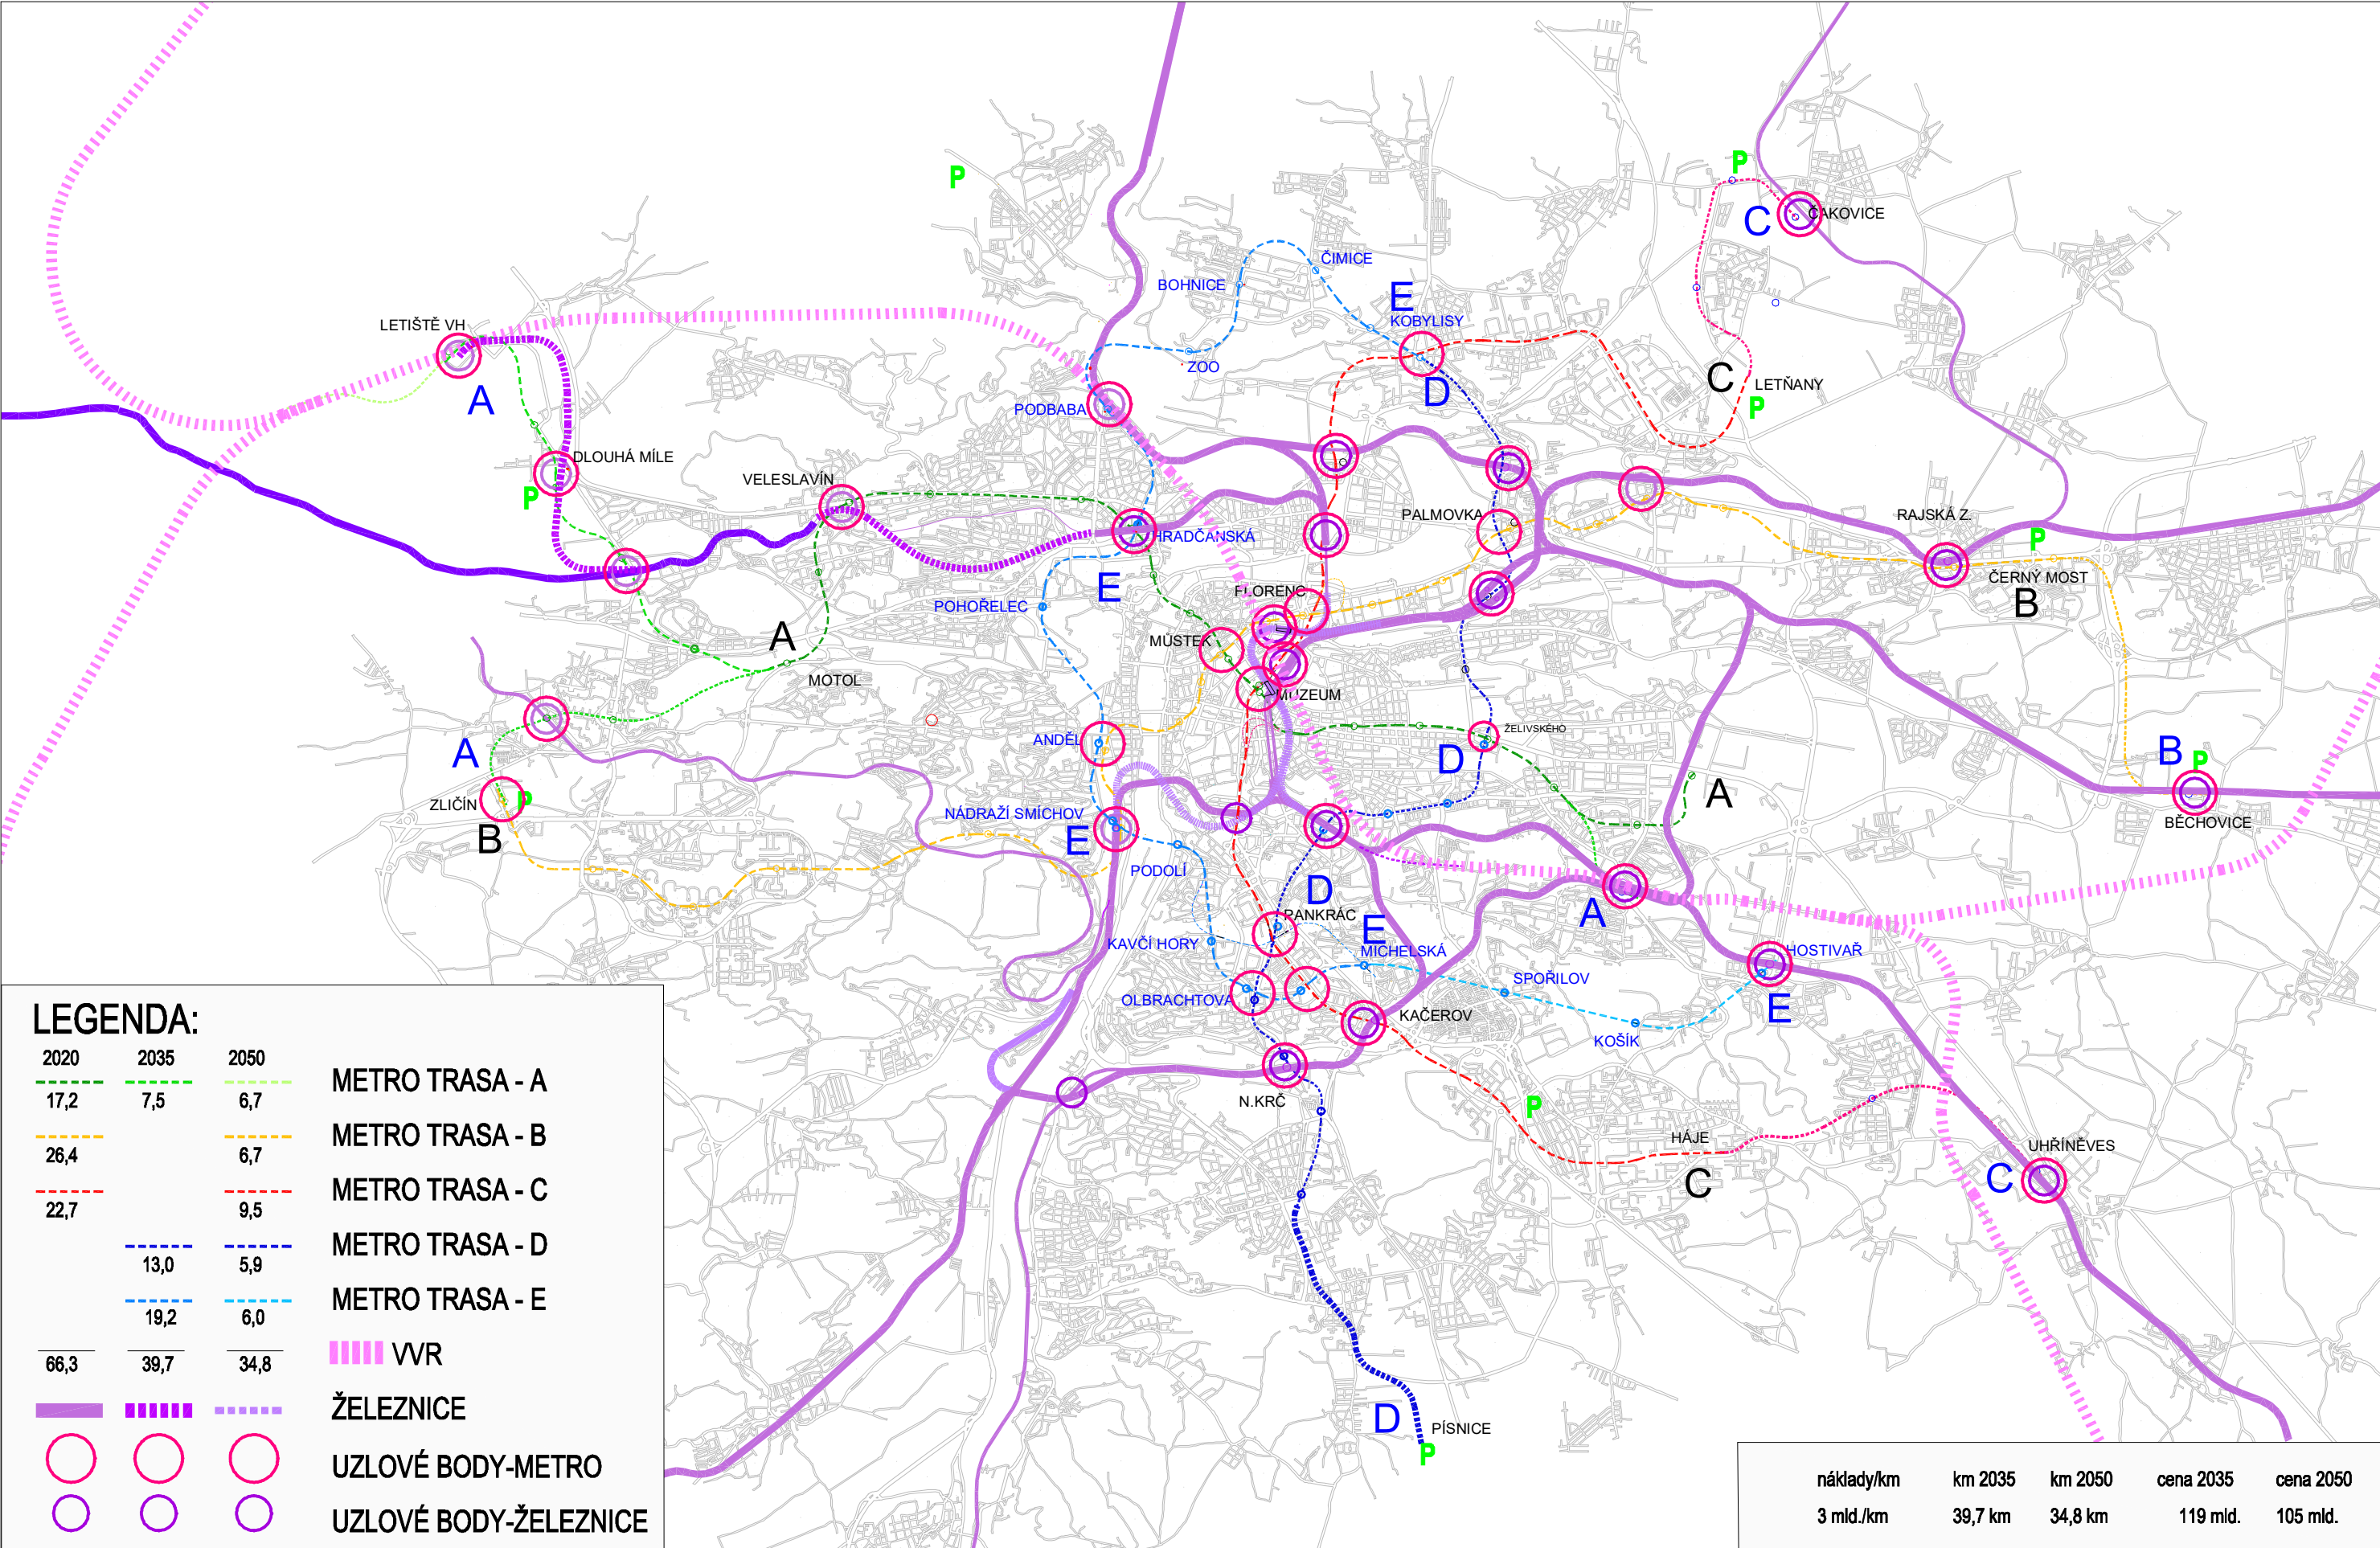 P
P
C
ČAKOVICE
ČIMICE
BOHNICE
E
KOBYLISY
LETIŠTĚ VH
ZOO
D
C
LETŇANY
A
PODBABA
P
DLOUHÁ MÍLE
VELESLAVÍN
P
PALMOVKA
RAJSKÁ Z.
HRADČANSKÁ
P
ČERNÝ MOST
E
FLORENC
B
POHOŘELEC
A
MŮSTEK
MOTOL
MUZEUM
ŽELIVSKÉHO
ANDĚL
A
D
B
P
A
ZLIČÍN
P
NÁDRAŽÍ SMÍCHOV
BĚCHOVICE
B
E
PODOLÍ
D
A
PANKRÁC
E
KAVČÍ HORY
MICHELSKÁ
HOSTIVAŘ
SPOŘILOV
OLBRACHTOVA
E
KAČEROV
KOŠÍK
N.KRČ
P
HÁJE
UHŘÍNĚVES
C
C
D
PÍSNICE
P
LEGENDA:
2020 2035 2050
METRO TRASA - A
17,2 7,5 6,7
METRO TRASA - B
26,4 6,7
METRO TRASA - C
22,7 9,5
METRO TRASA - D
13,0 5,9
METRO TRASA - E
19,2 6,0
VVR
66,3 39,7 34,8
ŽELEZNICE
UZLOVÉ BODY-METRO
UZLOVÉ BODY-ŽELEZNICE
náklady/km km 2035 km 2050 cena 2035 cena 2050
3 mld./km 39,7 km 34,8 km 119 mld. 105 mld.